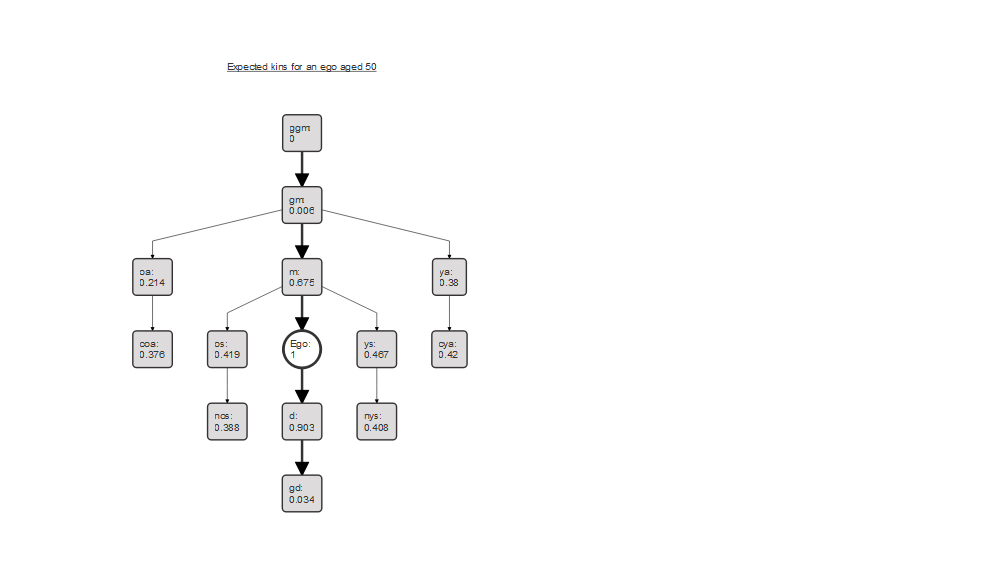 Expected kins for an ego aged 50
ggm:
0
gm:
0.006
oa:
0.214
m:
0.675
ya:
0.38
coa:
0.376
os:
0.419
Ego:
1
ys:
0.467
cya:
0.42
nos:
0.388
d:
0.903
nys:
0.408
gd:
0.034